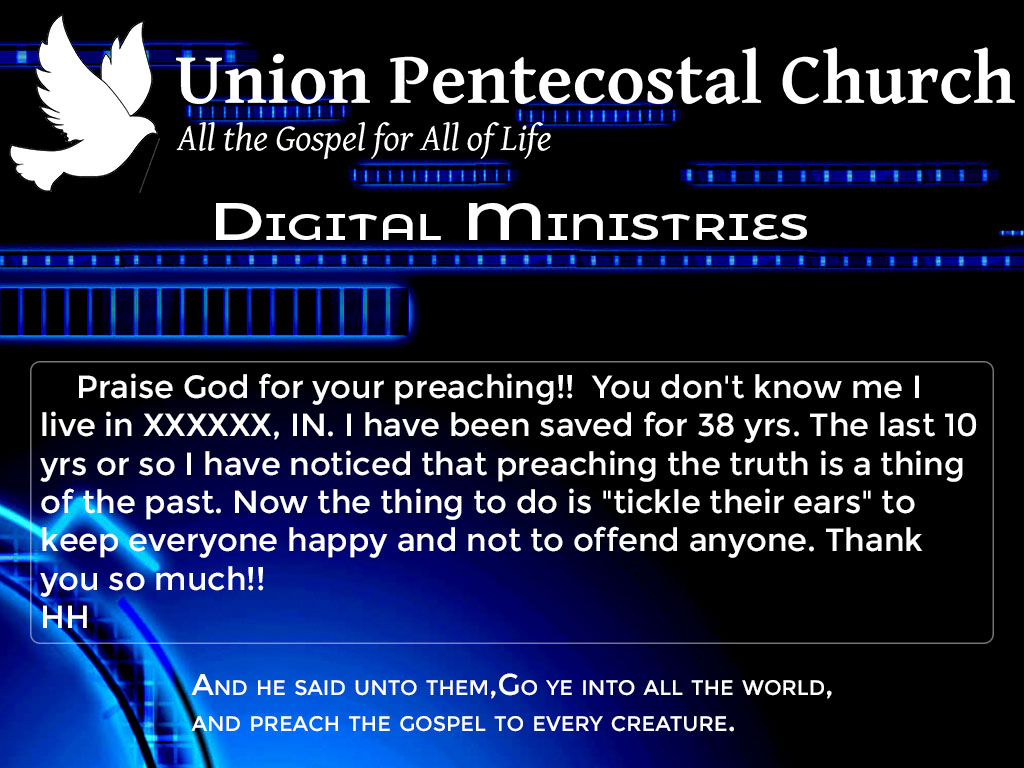 Union Pentecostal Church
All the Gospel for All of Life
Digital Ministries
Praise God for your preaching!! You don't know me I
live in XXXXXX, IN. I have been saved for 38 yrs. The last 10
yrs or so I have noticed that preaching the truth is a thing
of the past. Now the thing to do is "tickle their ears" to
keep everyone happy and not to offend anyone. Thank
you so much!!
HH
And he said unto them,Go ye into all the world,
and preach the gospel to every creature.